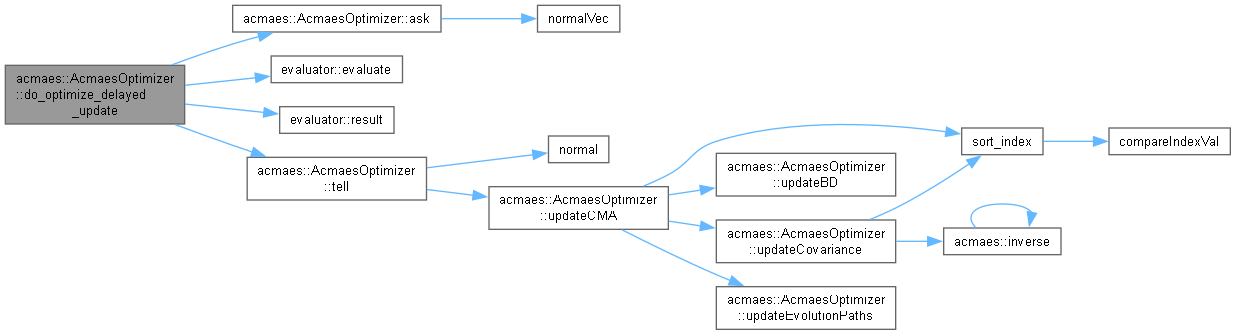 acmaes::AcmaesOptimizer
::do_optimize_delayed
_update
acmaes::AcmaesOptimizer::ask
normalVec
evaluator::evaluate
evaluator::result
acmaes::AcmaesOptimizer
::tell
normal
acmaes::AcmaesOptimizer
::updateCMA
sort_index
compareIndexVal
acmaes::AcmaesOptimizer
::updateBD
acmaes::AcmaesOptimizer
::updateCovariance
acmaes::inverse
acmaes::AcmaesOptimizer
::updateEvolutionPaths